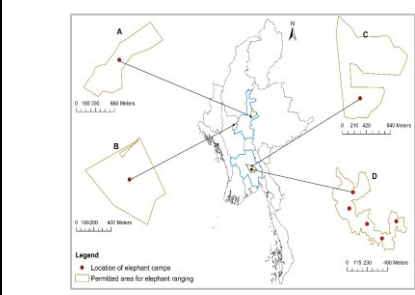 A
N
C
0 165 330 660 Meters
0 210 420 840 Meters
B
D
0 100 200 400 Meters
Legend
Location of elephant camps
Permitted area for elephant ranging
0 115 230 460 Meters